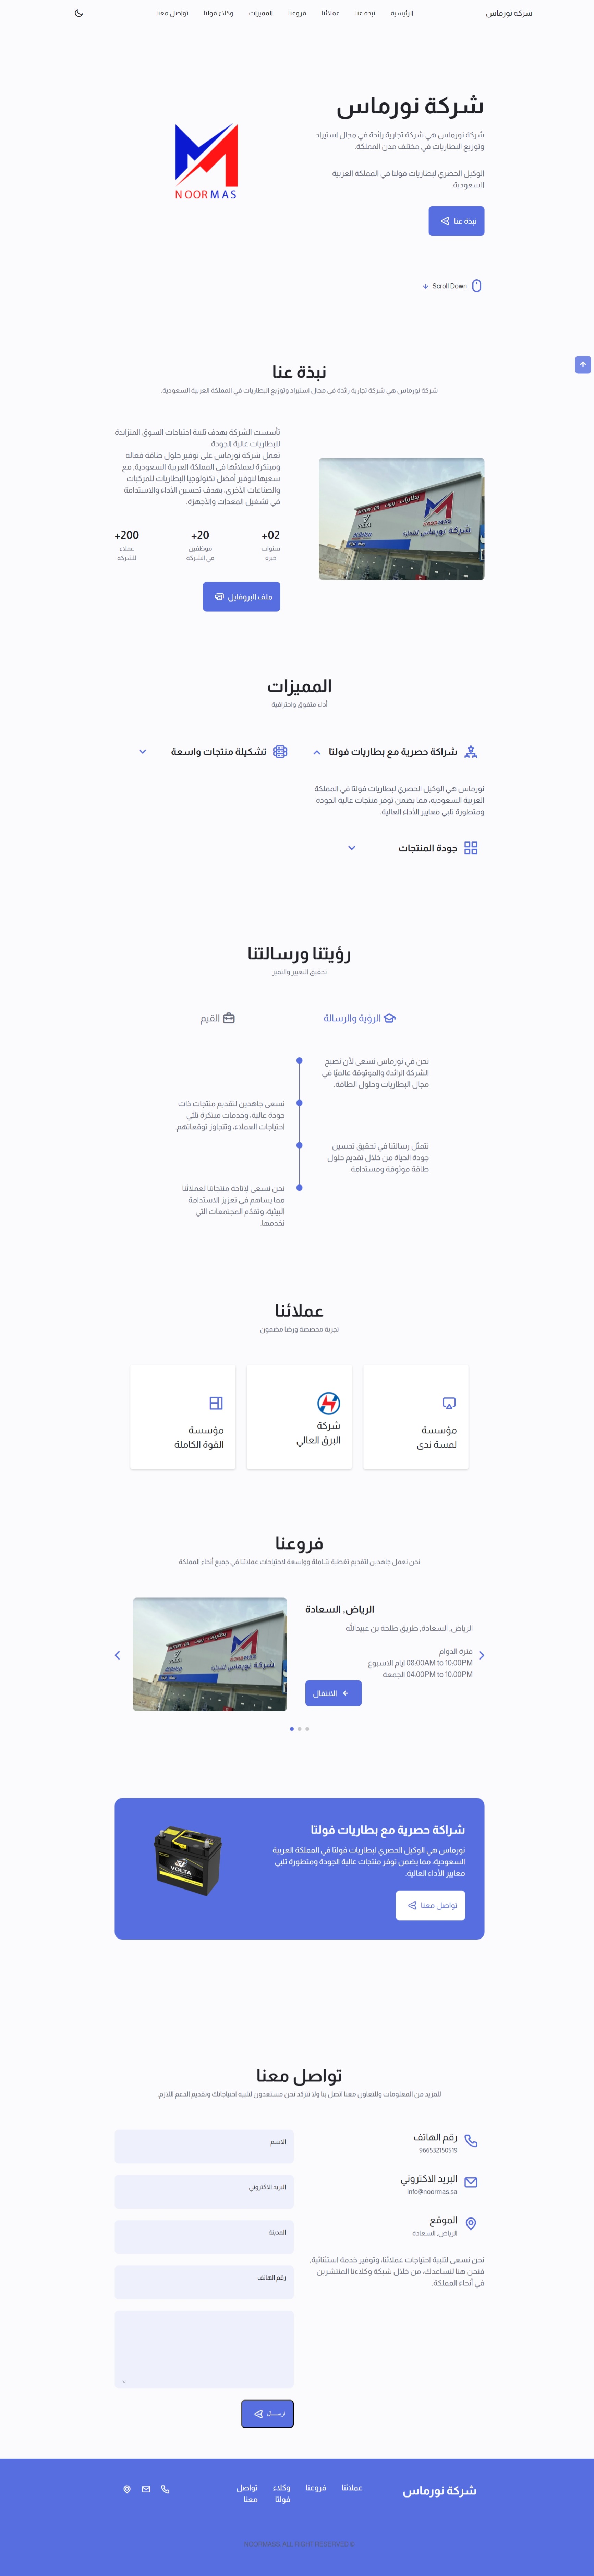 شركة نورماس
الرئيسية
نبذة عنا
عملائنا
فروعنا
المميزات
وكلاء فولتا
تواصل معنا
شركة نورماس
شركة نورماس هي شركة تجارية رائدة في مجال استيراد
وتوزيع البطاريات في مختلف مدن المملكة.
الوكيل الحصري لبطاريات فولتا في المملكة العربية
السعودية.
نبذة عنا
NOORMAS
Scroll Down
نبذة عنا
شركة نورماس هي شركة تجارية رائدة في مجال استيراد وتوزيع البطاريات في المملكة العربية السعودية.
تأسست الشركة بهدف تلبية احتياجات السوق المتزايدة
للبطاريات عالية الجودة.
تعمل شركة نورماس على توفير حلول طاقة فعالة
ومبتكرة لعملائها في المملكة العربية السعودية, مع
سعيها لتوفير أفضل تكنولوجيا البطاريات للمركبات
والصناعات الأخرى، بهدف تحسين الأداء والاستدامة
في تشغيل المعدات والأجهزة.
02+
سنوات
خبرة
20+
موظفين
في الشركة
200+
عملاء
للشركة
ملف البروفايل
NOORMAS
شركة نورماس للتجارة
المميزات
أداء متفوق واحترافية
شراكة حصرية مع بطاريات فولتا
تشكيلة منتجات واسعة
نورماس هي الوكيل الحصري لبطاريات فولتا في المملكة
العربية السعودية، مما يضمن توفر منتجات عالية الجودة
ومتطورة تلبي معايير الأداء العالية.
جودة المنتجات
رؤيتنا ورسالتنا
تحقيق التغيير والتميز
الرؤية والرسالة
القيم
نحن في نورماس نسعى لأن نصبح
الشركة الرائدة والموثوقة عالميًا في
مجال البطاريات وحلول الطاقة.
نسعى جاهدين لتقديم منتجات ذات
جودة عالية، وخدمات مبتكرة تلبي
احتياجات العملاء، وتتجاوز توقعاتهم.
تتمثل رسالتنا في تحقيق تحسين
جودة الحياة من خلال تقديم حلول
طاقة موثوقة ومستدامة.
نحن نسعى لإتاحة منتجاتنا لعملائنا
مما يساهم في تعزيز الاستدامة
البيئية، وتقدّم المجتمعات التي
نخدمها.
عملائنا
تجربة مخصصة ورضا مضمون
مؤسسة
لمسة ندى
شركة
البرق العالي
مؤسسة
القوة الكاملة
فروعنا
نحن نعمل جاهدين لتقديم تغطية شاملة وواسعة لاحتياجات عملائنا في جميع أنحاء المملكة.
الرياض, السعادة
الرياض, السعادة, طريق طلحة بن عبيدالله
فترة الدوام
08:00AM to 10:00PM ايام الاسبوع
04:00PM to 10:00PM الجمعة
الانتقال
NOORMAS
شركة نورماس للتجارة
شراكة حصرية مع بطاريات فولتا
نورماس هي الوكيل الحصري لبطاريات فولتا في المملكة العربية
السعودية، مما يضمن توفر منتجات عالية الجودة ومتطورة تلبي
معايير الأداء العالية.
تواصل معنا
VOLTA
تواصل معنا
للمزيد من المعلومات وللتعاون معنا اتصل بنا ولا تتردّد نحن مستعدون لتلبية احتياجاتك وتقديم الدعم اللازم.
رقم الهاتف
966532150519
البريد الاكتروني
info@noormas.sa
الموقع
الرياض, السعادة
نحن نسعى لتلبية احتياجات عملائنا، وتوفير خدمة استثنائية,
فنحن هنا لنساعدك، من خلال شبكة وكلاءنا المنتشرين
في أنحاء المملكة.
الاسم
البريد الاكتروني
المدينة
رقم الهاتف
ارســال
شركة نورماس
عملائنا
فروعنا
وكلاء
فولتا
تواصل
معنا